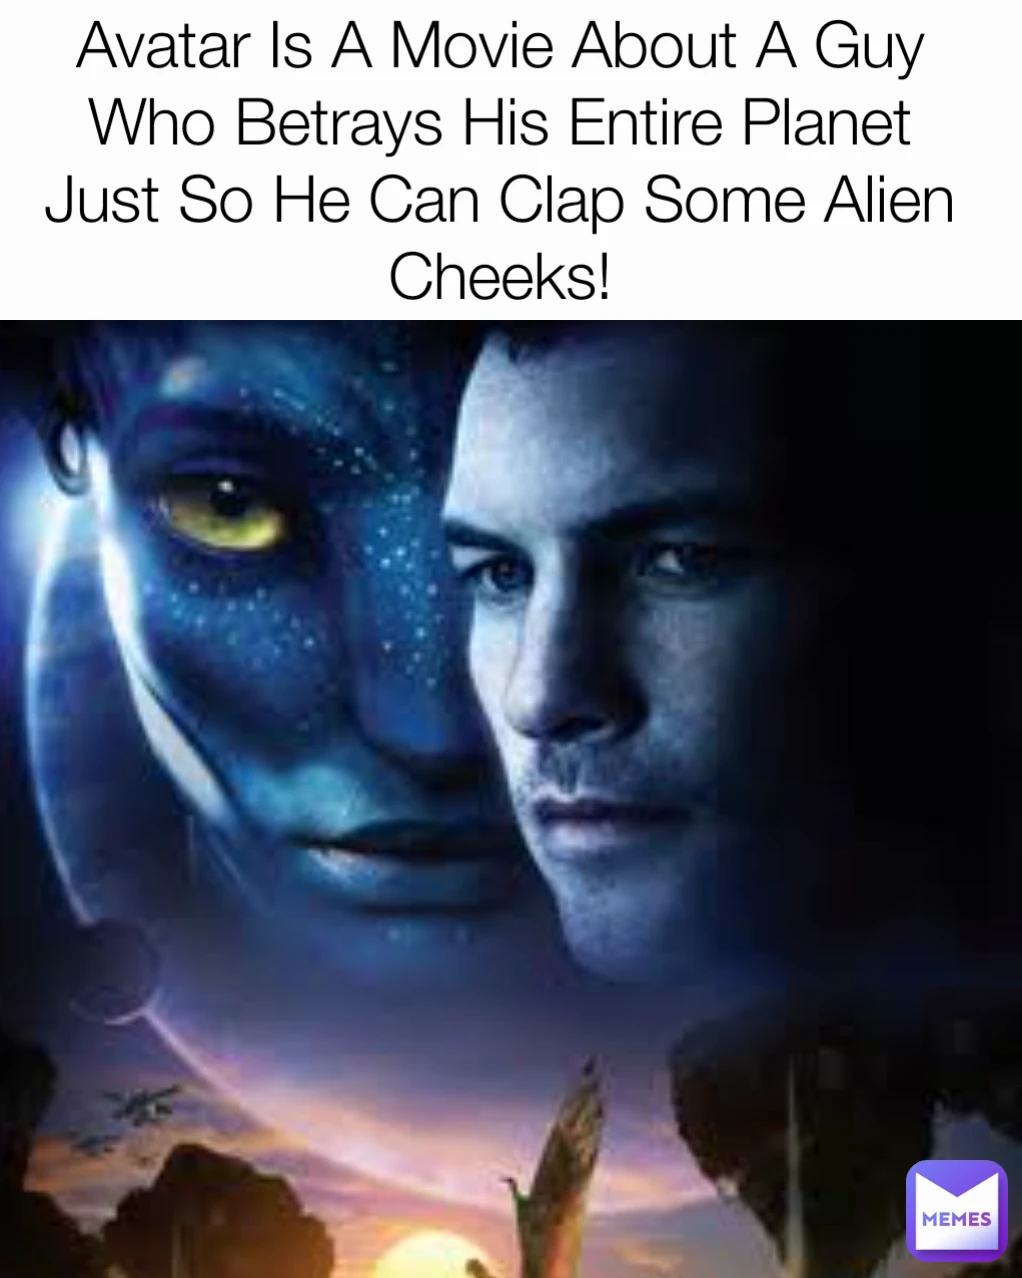 Avatar Is A Movie About A Guy
Who Betrays His Entire Planet
Just So He Can Clap Some Alien
Cheeks!
MEMES